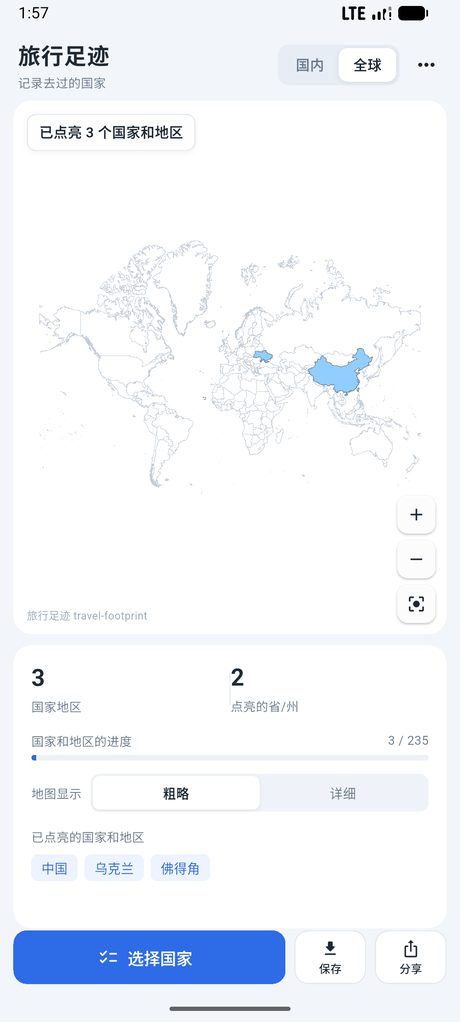 1:57
LTE
旅行足迹
记录去过的国家
国内
全球
已点亮 3 个国家和地区
旅行足迹 travel-footprint
3
国家地区
2
点亮的省/州
国家和地区的进度
3 / 235
地图显示
粗略
详细
已点亮的国家和地区
中国
乌克兰
佛得角
选择国家
保存
分享